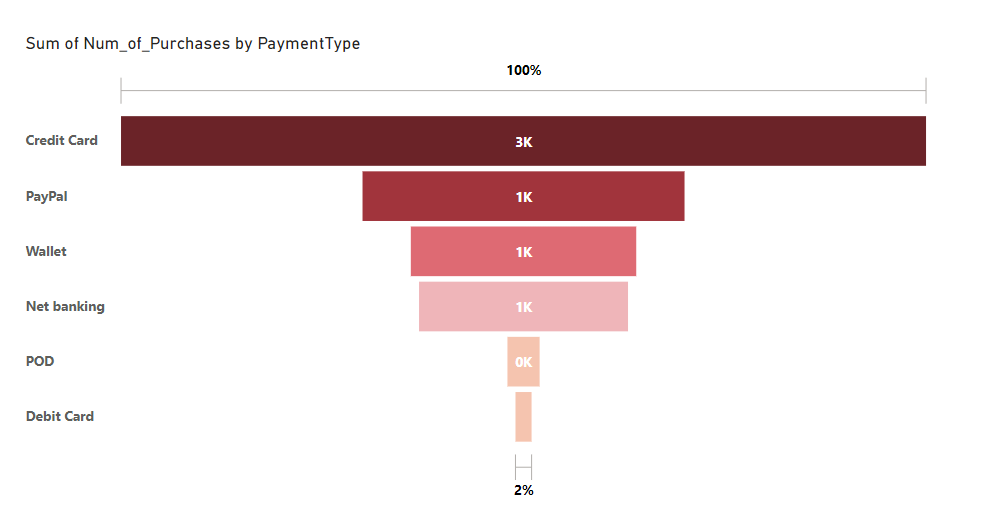 Sum of Num_of_Purchases by PaymentType
100%
Credit Card 3K
PayPal 1K
Wallet 1K
Net banking 1K
POD 0K
Debit Card
2%